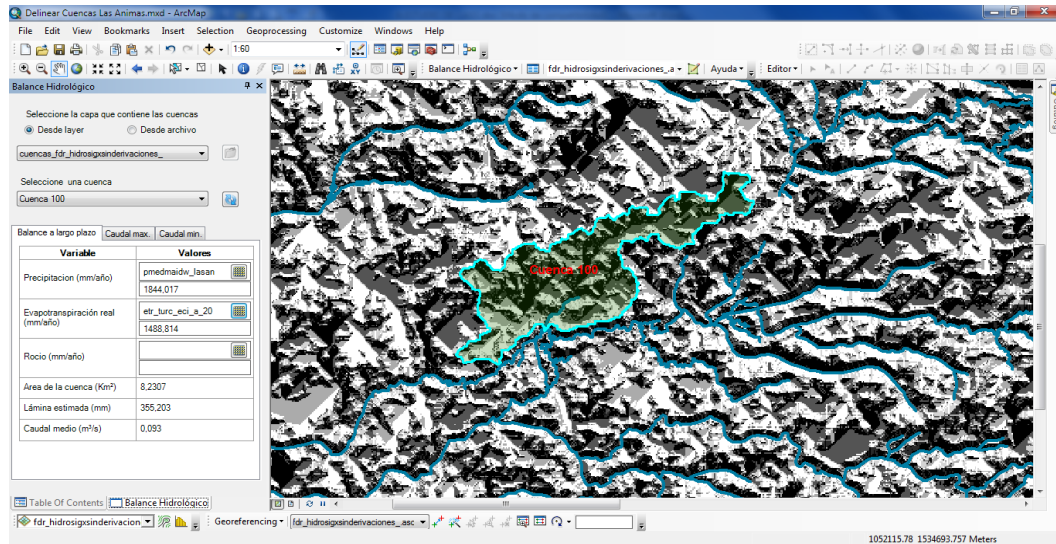 Delinear Cuencas Las Animas.mxd - ArcMap
File Edit View Bookmarks Insert Selection Geoprocessing Customize Windows Help
1:60
Balance Hidrológico fdr_hidrosigxsinderivaciones_.a Ayuda Editor
Balance Hidrológico
Seleccione la capa que contiene las cuencas
Desde layer Desde archivo
cuencas_fdr_hidrosigxsinderivaciones_
Seleccione una cuenca
Cuenca 100
Balance a largo plazo Caudal max. Caudal min.
Variable Valores
Precipitacion (mm/año) pmedmaidw_lasan
1844,017
Evapotranspiración real (mm/año) etr_turc_eci_a_20
1488,814
Rocio (mm/año)
Area de la cuenca (Km²) 8,2307
Lámina estimada (mm) 355,203
Caudal medio (m³/s) 0,093
Cuenca 100
Table Of Contents Balance Hidrológico
fdr_hidrosigxsinderivacion Georeferencing fdr_hidrosigxsinderivaciones_.asc
1052115.78 1534693.757 Meters